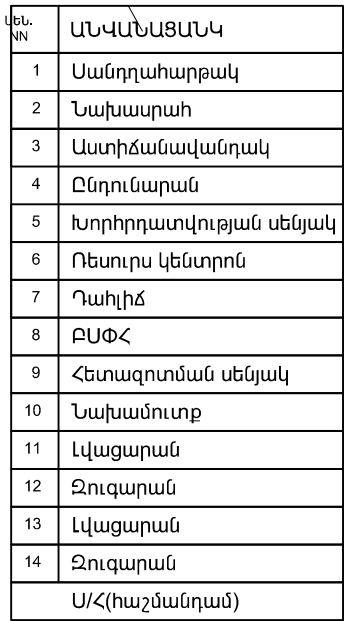 ՍԵՆ.
NN
ԱՆՎԱՆԱՑԱՆԿ
1 Սանդղահարթակ
2 Նախասրահ
3 Աստիճանավանդակ
4 Ընդունարան
5 Խորհրդատվության սենյակ
6 Ռեսուրս կենտրոն
7 Դահլիճ
8 ԲՍՓՀ
9 Հետազոտման սենյակ
10 Նախամուտք
11 Լվացարան
12 Զուգարան
13 Լվացարան
14 Զուգարան
Ս/Հ(հաշմանդամ)